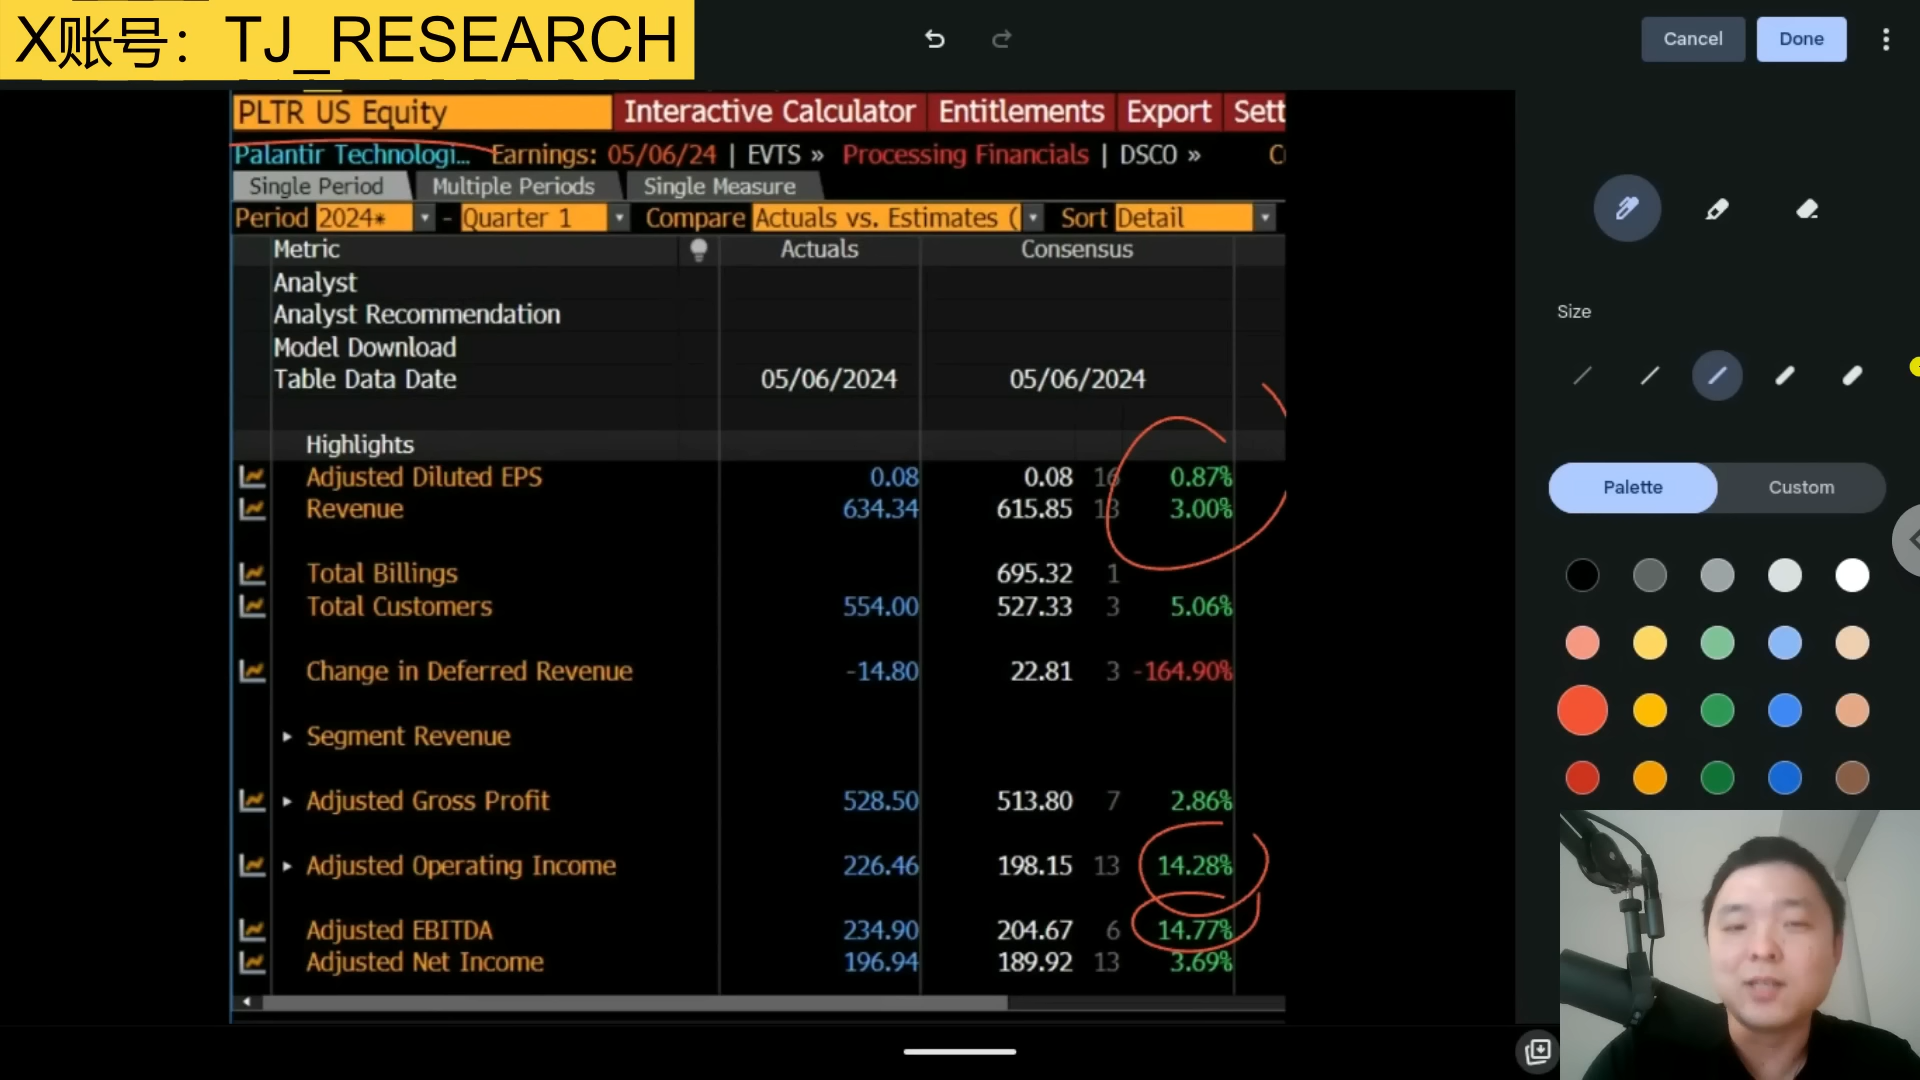 X账号：TJ_RESEARCH
Cancel
Done
PLTR US Equity
Interactive Calculator
Entitlements
Export
Sett
Palantir Technologi...
Earnings: 05/06/24 | EVTS »
Processing Financials | DSCO »
Single Period
Multiple Periods
Single Measure
Period 2024* - Quarter 1
Compare Actuals vs. Estimates (
Sort Detail
Metric Actuals Consensus
Analyst
Analyst Recommendation
Model Download
Table Data Date 05/06/2024 05/06/2024
Highlights
Adjusted Diluted EPS 0.08 0.08 16 0.87%
Revenue 634.34 615.85 13 3.00%
Total Billings 695.32 1
Total Customers 554.00 527.33 3 5.06%
Change in Deferred Revenue -14.80 22.81 3 -164.90%
Segment Revenue
Adjusted Gross Profit 528.50 513.80 7 2.86%
Adjusted Operating Income 226.46 198.15 13 14.28%
Adjusted EBITDA 234.90 204.67 6 14.77%
Adjusted Net Income 196.94 189.92 13 3.69%
Size
Palette
Custom